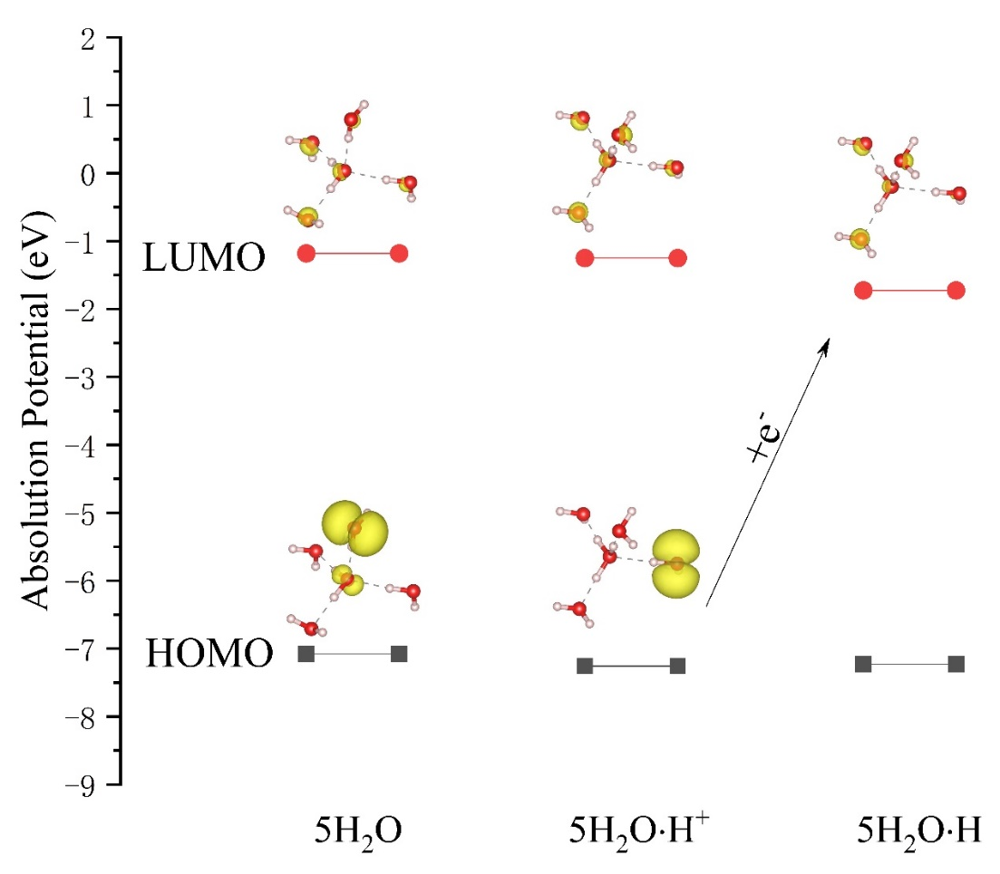 Absolution Potential (eV)
2
1
0
−1
−2
−3
−4
−5
−6
−7
−8
−9
LUMO
HOMO
+e⁻
5H₂O
5H₂O·H⁺
5H₂O·H